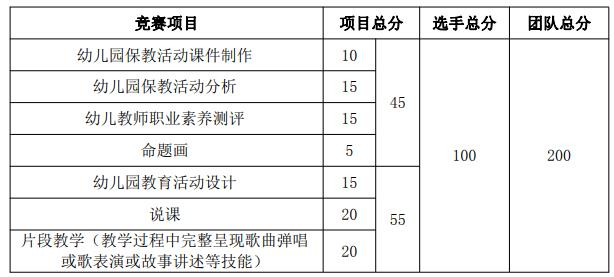 竞赛项目 项目总分 选手总分 团队总分
幼儿园保教活动课件制作 10
幼儿园保教活动分析 15
45
幼儿教师职业素养测评 15
命题画 5
100 200
幼儿园教育活动设计 15
说课 20
55
片段教学（教学过程中完整呈现歌曲弹唱
或歌表演或故事讲述等技能） 20